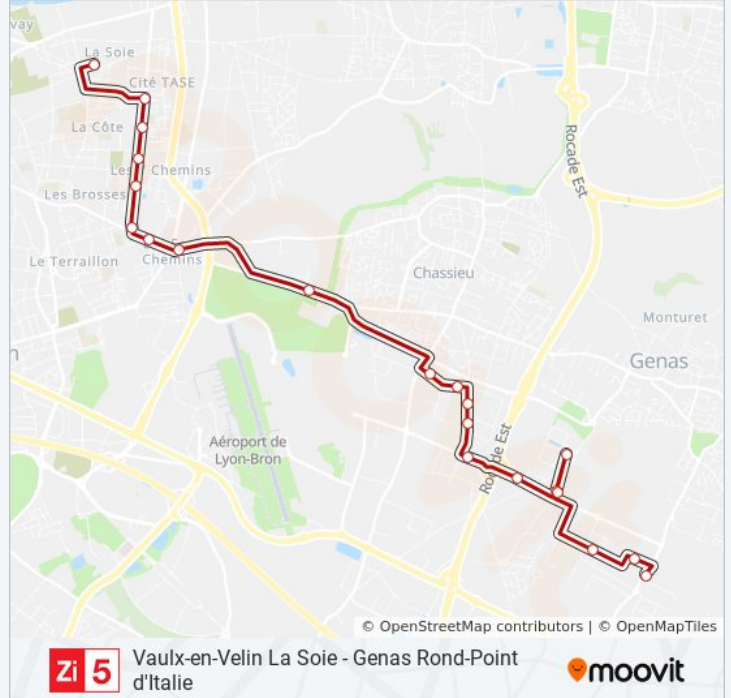 vay
La Soie
Cité TASE
La Côte
Les Chemins
Les Brosses
Le Terraillon
Chemins
Rocade Est
Chassieu
Monturet
Genas
Aéroport de
Lyon-Bron
Rocade Est
n
© OpenStreetMap contributors | © OpenMapTiles
Zi 5
Vaulx-en-Velin La Soie - Genas Rond-Point
d'Italie
moovit